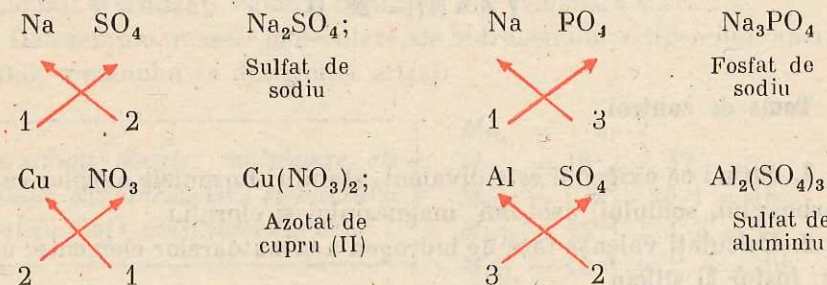 Na SO₄ Na₂SO₄; Na PO₄ Na₃PO₄
Sulfat de Fosfat de
sodiu sodiu
1 2 1 3
Cu NO₃ Cu(NO₃)₂; Al SO₄ Al₂(SO₄)₃
Azotat de Sulfat de
cupru (II) aluminiu
2 1 3 2